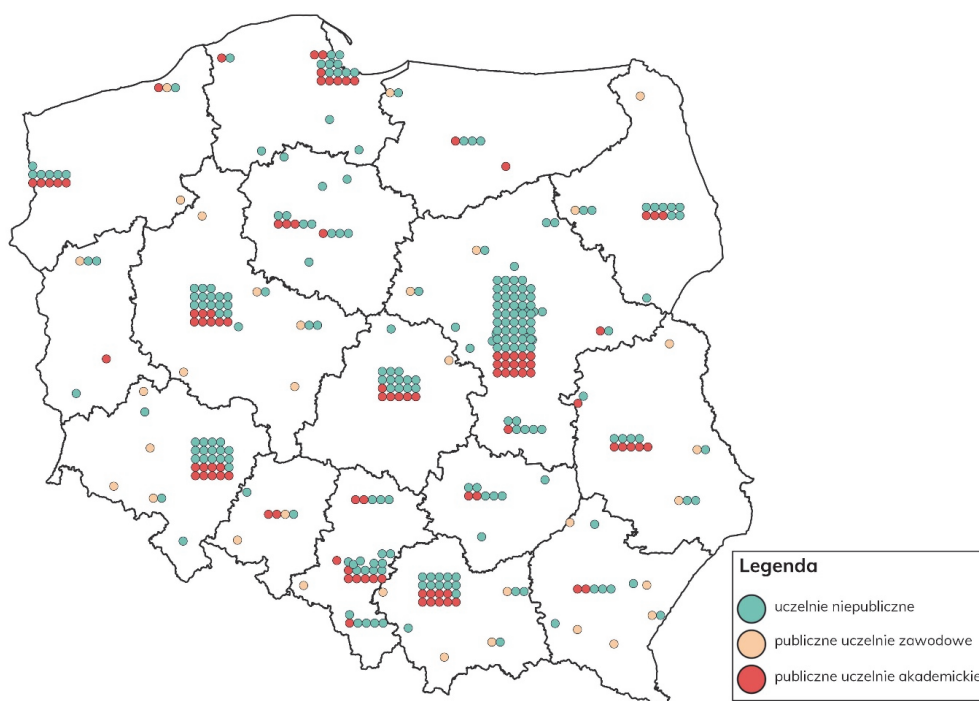 Legenda
uczelnie niepubliczne
publiczne uczelnie zawodowe
publiczne uczelnie akademickie